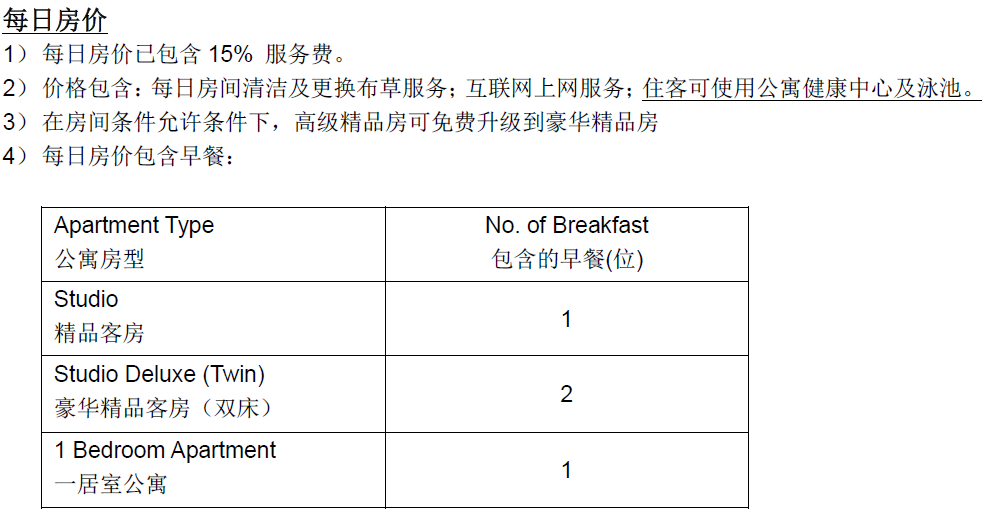 每日房价
1） 每日房价已包含 15% 服务费。
2） 价格包含: 每日房间清洁及更换布草服务; 互联网上网服务; 住客可使用公寓健康中心及泳池。
3） 在房间条件允许条件下，高级精品房可免费升级到豪华精品房
4） 每日房价包含早餐:
Apartment Type
公寓房型
No. of Breakfast
包含的早餐(位)
Studio
精品客房
1
Studio Deluxe (Twin)
豪华精品客房（双床）
2
1 Bedroom Apartment
一居室公寓
1